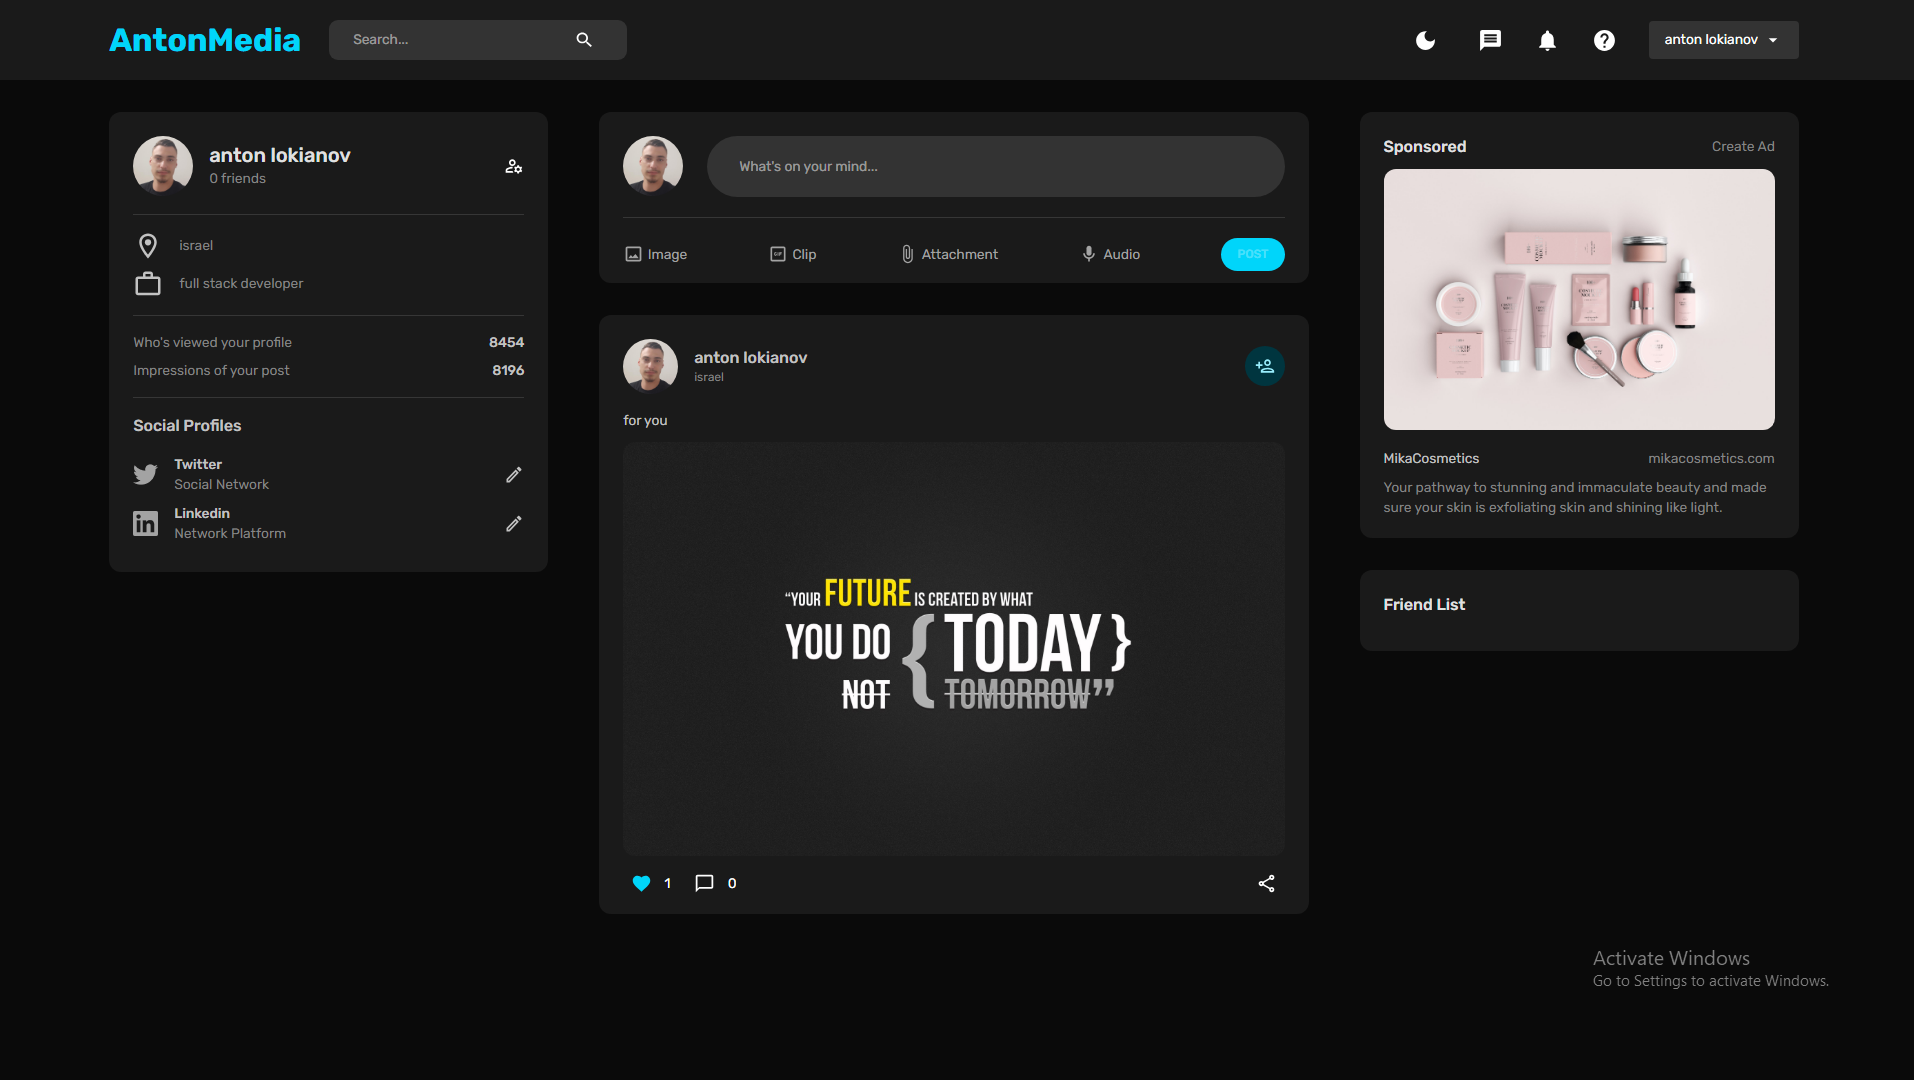 AntonMedia
Search...
anton lokianov
anton lokianov
0 friends
israel
full stack developer
Who's viewed your profile 8454
Impressions of your post 8196
Social Profiles
Twitter
Social Network
Linkedin
Network Platform
What's on your mind...
Image Clip Attachment Audio POST
anton lokianov
israel
for you
“YOUR FUTURE IS CREATED BY WHAT
YOU DO { TODAY }
NOT TOMORROW”
1 0
Sponsored Create Ad
MikaCosmetics mikacosmetics.com
Your pathway to stunning and immaculate beauty and made
sure your skin is exfoliating skin and shining like light.
Friend List
Activate Windows
Go to Settings to activate Windows.